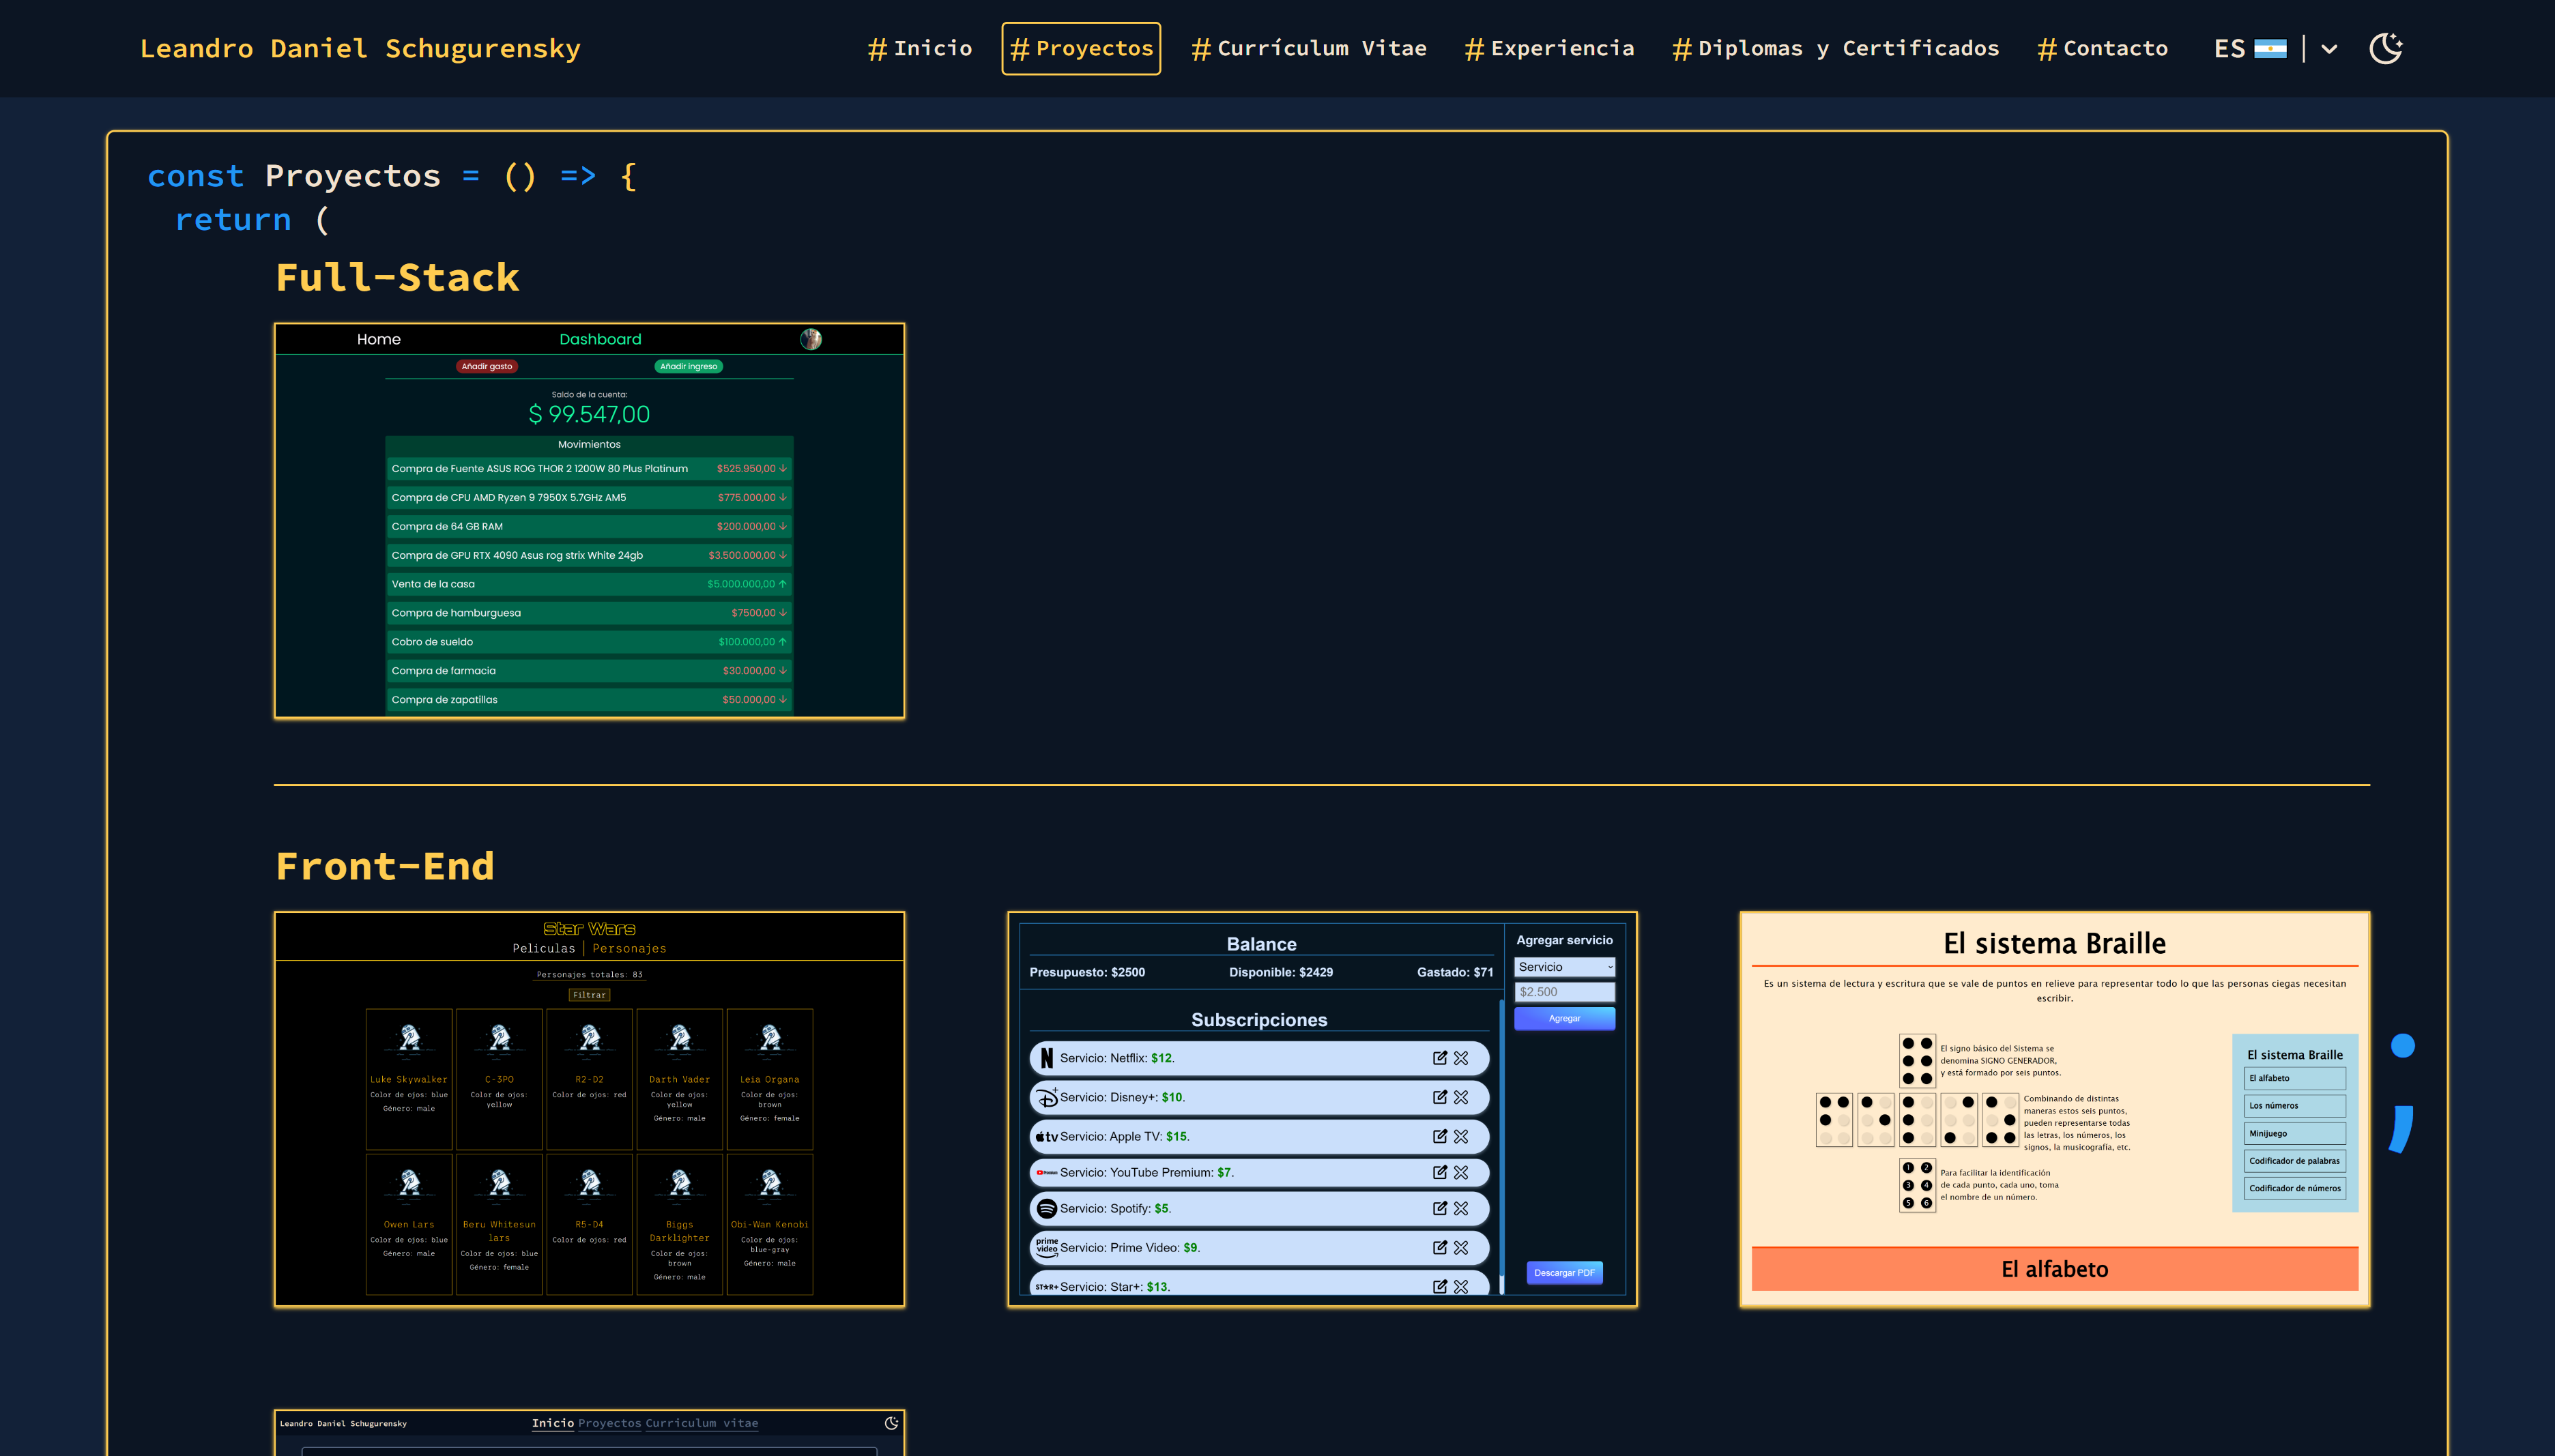 Leandro Daniel Schugurensky
# Inicio
# Proyectos
# Currículum Vitae
# Experiencia
# Diplomas y Certificados
# Contacto
ES
const Proyectos = () => {
return (
Full-Stack
Home
Dashboard
Añadir gasto
Añadir ingreso
Saldo de la cuenta:
$ 99.547,00
Movimientos
Compra de Fuente ASUS ROG THOR 2 1200W 80 Plus Platinum $525.950,00 ↓
Compra de CPU AMD Ryzen 9 7950X 5.7GHz AM5 $775.000,00 ↓
Compra de 64 GB RAM $200.000,00 ↓
Compra de GPU RTX 4090 Asus rog strix White 24gb $3.500.000,00 ↓
Venta de la casa $5.000.000,00 ↑
Compra de hamburguesa $7500,00 ↓
Cobro de sueldo $100.000,00 ↑
Compra de farmacia $30.000,00 ↓
Compra de zapatillas $50.000,00 ↓
Front-End
Star Wars
Peliculas | Personajes
Personajes totales: 83
Filtrar
Luke Skywalker
Color de ojos: blue
Género: male
C-3PO
Color de ojos:
yellow
R2-D2
Color de ojos: red
Darth Vader
Color de ojos:
yellow
Género: male
Leia Organa
Color de ojos:
brown
Género: female
Owen Lars
Color de ojos: blue
Género: male
Beru Whitesun
lars
Color de ojos: blue
Género: female
R5-D4
Color de ojos: red
Biggs
Darklighter
Color de ojos:
brown
Género: male
Obi-Wan Kenobi
Color de ojos:
blue-gray
Género: male
Balance
Presupuesto: $2500
Disponible: $2429
Gastado: $71
Subscripciones
N Servicio: Netflix: $12.
D+ Servicio: Disney+: $10.
tv Servicio: Apple TV: $15.
Premium Servicio: YouTube Premium: $7.
Servicio: Spotify: $5.
prime
video Servicio: Prime Video: $9.
ST★R+ Servicio: Star+: $13.
Agregar servicio
Servicio
$2.500
Agregar
Descargar PDF
El sistema Braille
Es un sistema de lectura y escritura que se vale de puntos en relieve para representar todo lo que las personas ciegas necesitan
escribir.
El signo básico del Sistema se
denomina SIGNO GENERADOR,
y está formado por seis puntos.
Combinando de distintas
maneras estos seis puntos,
pueden representarse todas
las letras, los números, los
signos, la musicografía, etc.
1 2
3 4
5 6
Para facilitar la identificación
de cada punto, cada uno, toma
el nombre de un número.
El sistema Braille
El alfabeto
Los números
Minijuego
Codificador de palabras
Codificador de números
El alfabeto
;
Leandro Daniel Schugurensky
Inicio Proyectos Curriculum vitae